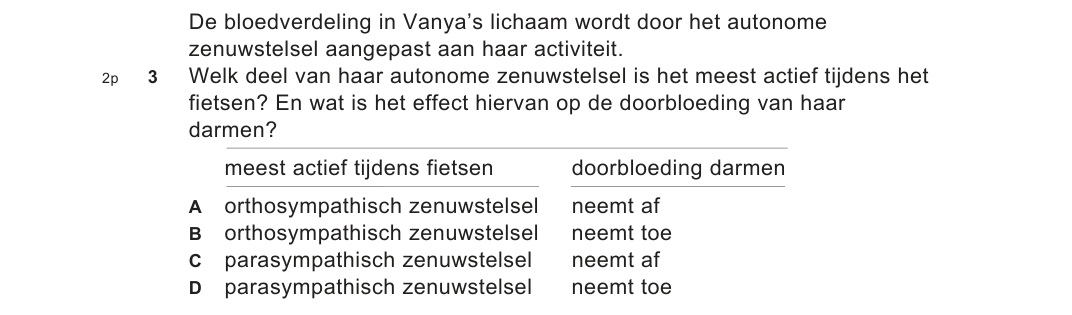 De bloedverdeling in Vanya’s lichaam wordt door het autonome
zenuwstelsel aangepast aan haar activiteit.
2p 3 Welk deel van haar autonome zenuwstelsel is het meest actief tijdens het
fietsen? En wat is het effect hiervan op de doorbloeding van haar
darmen?
meest actief tijdens fietsen doorbloeding darmen
A orthosympathisch zenuwstelsel neemt af
B orthosympathisch zenuwstelsel neemt toe
C parasympathisch zenuwstelsel neemt af
D parasympathisch zenuwstelsel neemt toe